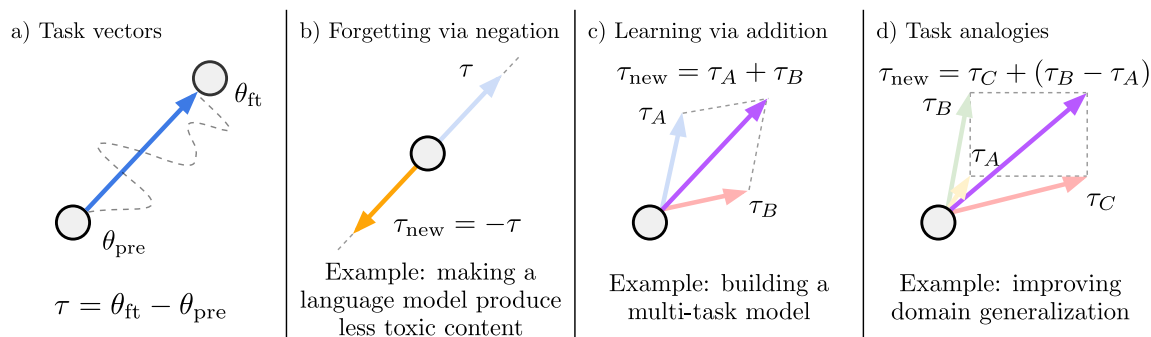 a) Task vectors
θft
θpre
τ = θft − θpre
b) Forgetting via negation
τ
τnew = −τ
Example: making a
language model produce
less toxic content
c) Learning via addition
τnew = τA + τB
τA
τB
Example: building a
multi-task model
d) Task analogies
τnew = τC + (τB − τA)
τB
τA
τC
Example: improving
domain generalization